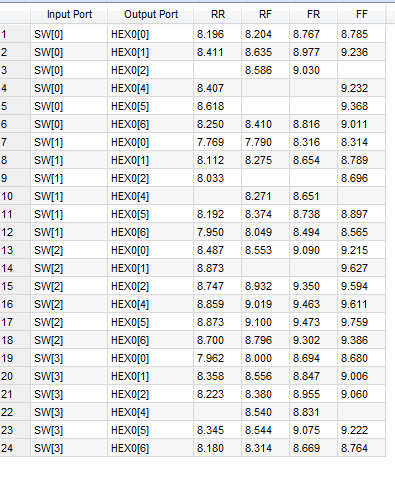 Input Port Output Port RR RF FR FF
1 SW[0] HEX0[0] 8.196 8.204 8.767 8.785
2 SW[0] HEX0[1] 8.411 8.635 8.977 9.236
3 SW[0] HEX0[2] 8.586 9.030
4 SW[0] HEX0[4] 8.407 9.232
5 SW[0] HEX0[5] 8.618 9.368
6 SW[0] HEX0[6] 8.250 8.410 8.816 9.011
7 SW[1] HEX0[0] 7.769 7.790 8.316 8.314
8 SW[1] HEX0[1] 8.112 8.275 8.654 8.789
9 SW[1] HEX0[2] 8.033 8.696
10 SW[1] HEX0[4] 8.271 8.651
11 SW[1] HEX0[5] 8.192 8.374 8.738 8.897
12 SW[1] HEX0[6] 7.950 8.049 8.494 8.565
13 SW[2] HEX0[0] 8.487 8.553 9.090 9.215
14 SW[2] HEX0[1] 8.873 9.627
15 SW[2] HEX0[2] 8.747 8.932 9.350 9.594
16 SW[2] HEX0[4] 8.859 9.019 9.463 9.611
17 SW[2] HEX0[5] 8.873 9.100 9.473 9.759
18 SW[2] HEX0[6] 8.700 8.796 9.302 9.386
19 SW[3] HEX0[0] 7.962 8.000 8.694 8.680
20 SW[3] HEX0[1] 8.358 8.556 8.847 9.006
21 SW[3] HEX0[2] 8.223 8.380 8.955 9.060
22 SW[3] HEX0[4] 8.540 8.831
23 SW[3] HEX0[5] 8.345 8.544 9.075 9.222
24 SW[3] HEX0[6] 8.180 8.314 8.669 8.764